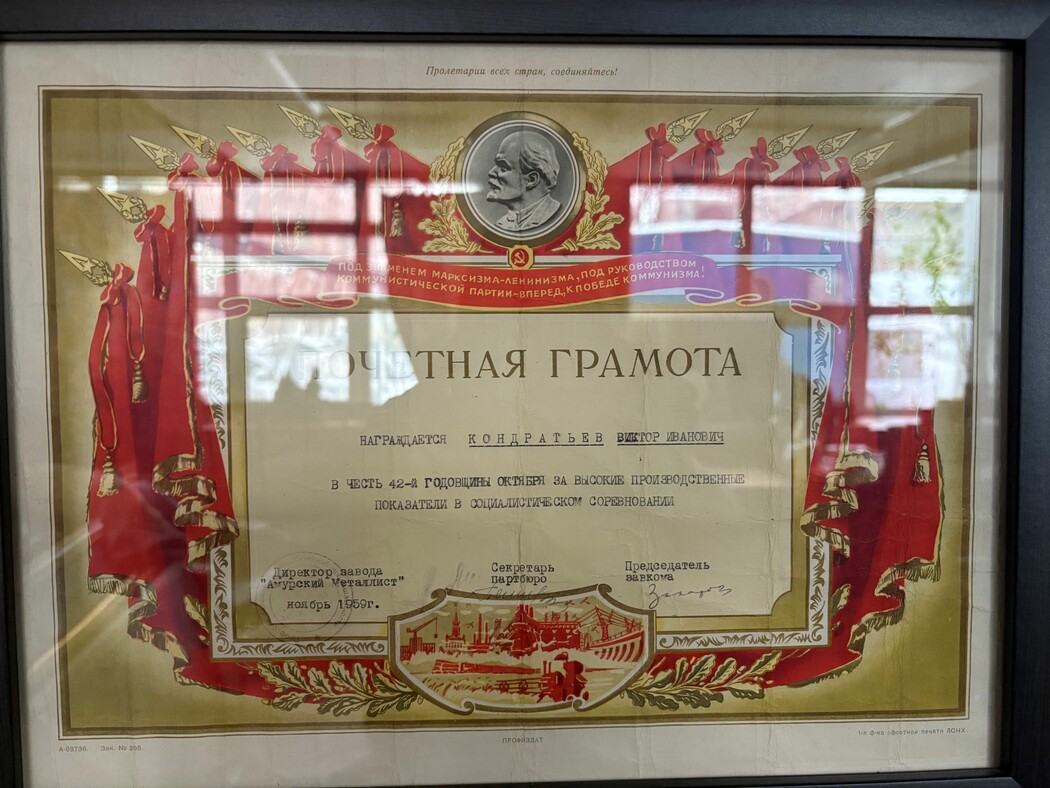 Пролетарии всех стран, соединяйтесь!
ПОД ЗНАМЕНЕМ МАРКСИЗМА-ЛЕНИНИЗМА, ПОД РУКОВОДСТВОМ
КОММУНИСТИЧЕСКОЙ ПАРТИИ-ВПЕРЕД, К ПОБЕДЕ КОММУНИЗМА!
ПОЧЕТНАЯ ГРАМОТА
НАГРАЖДАЕТСЯ КОНДРАТЬЕВ ВИКТОР ИВАНОВИЧ
В ЧЕСТЬ 42-й ГОДОВЩИНЫ ОКТЯБРЯ ЗА ВЫСОКИЕ ПРОИЗВОДСТВЕННЫЕ
ПОКАЗАТЕЛИ В СОЦИАЛИСТИЧЕСКОМ СОРЕВНОВАНИИ
Директор завода
"Амурский Металлист"
ноябрь 1959г.
Секретарь
партбюро
Председатель
завкома
А-09736. Зак. №
ПРОФИЗДАТ
1-я ф-ка офсетной печати ЛСНХ